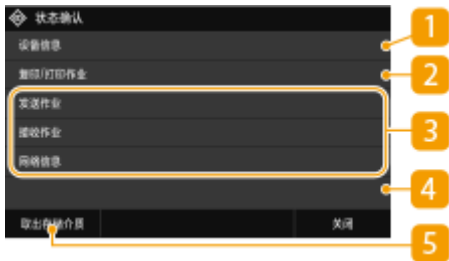 状态确认
设备信息
复印/打印作业
发送作业
接收作业
网络信息
取出存储介质
关闭
1
2
3
4
5